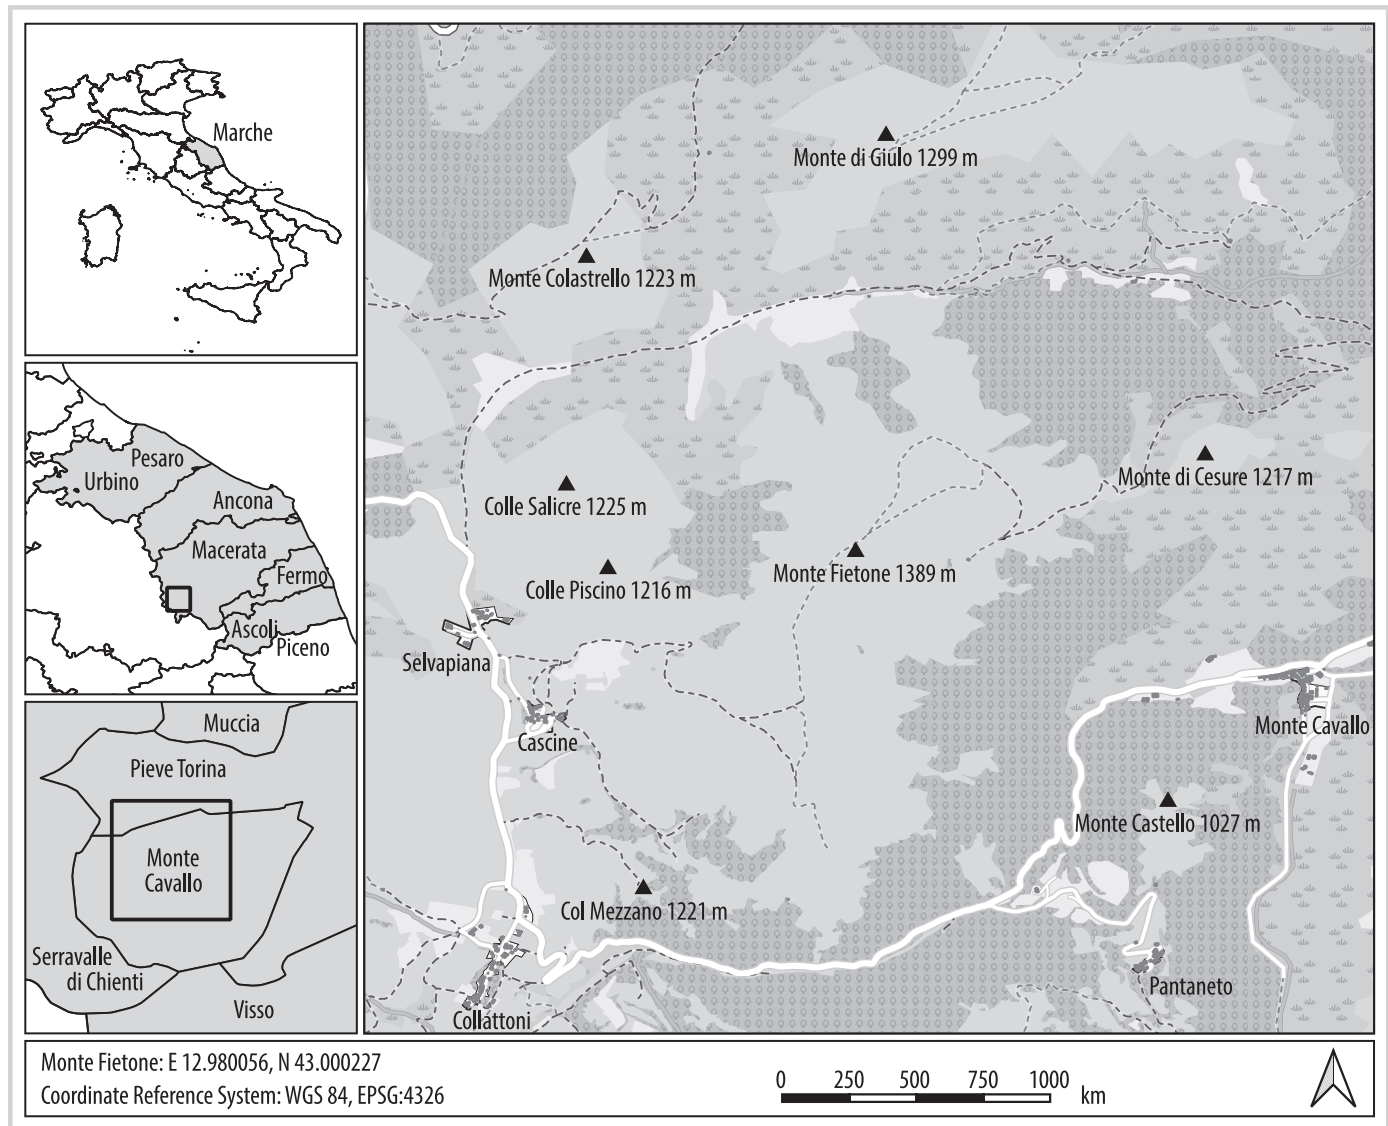 Marche
Pesaro
Urbino
Ancona
Macerata
Fermo
Ascoli
Piceno
Muccia
Pieve Torina
Monte
Cavallo
Serravalle
di Chienti
Visso
Monte di Giulo 1299 m
Monte Colastrello 1223 m
Monte di Cesure 1217 m
Colle Salicre 1225 m
Monte Fietone 1389 m
Colle Piscino 1216 m
Selvapiana
Monte Cavallo
Cascine
Monte Castello 1027 m
Col Mezzano 1221 m
Pantaneto
Collattoni
Monte Fietone: E 12.980056, N 43.000227
Coordinate Reference System: WGS 84, EPSG:4326
0 250 500 750 1000
km